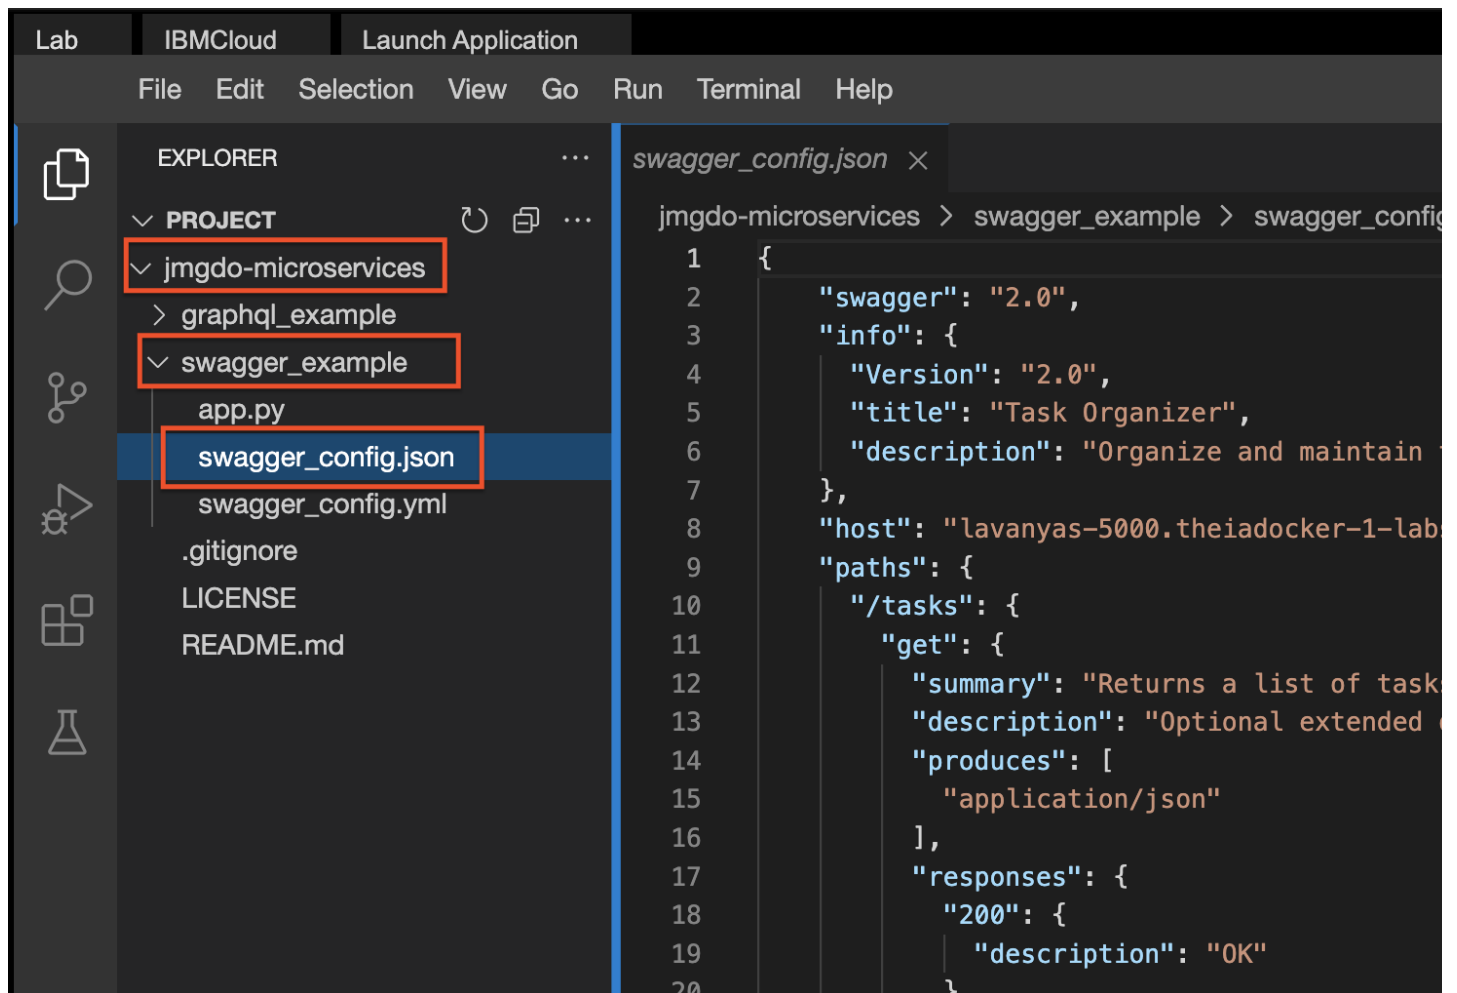 Lab IBMCloud Launch Application
File Edit Selection View Go Run Terminal Help
EXPLORER
PROJECT
jmgdo-microservices
graphql_example
swagger_example
app.py
swagger_config.json
swagger_config.yml
.gitignore
LICENSE
README.md
swagger_config.json
jmgdo-microservices > swagger_example > swagger_config
1 {
2 "swagger": "2.0",
3 "info": {
4 "Version": "2.0",
5 "title": "Task Organizer",
6 "description": "Organize and maintain
7 },
8 "host": "lavanyas-5000.theiadocker-1-labs
9 "paths": {
10 "/tasks": {
11 "get": {
12 "summary": "Returns a list of tasks
13 "description": "Optional extended
14 "produces": [
15 "application/json"
16 ],
17 "responses": {
18 "200": {
19 "description": "OK"
20 }